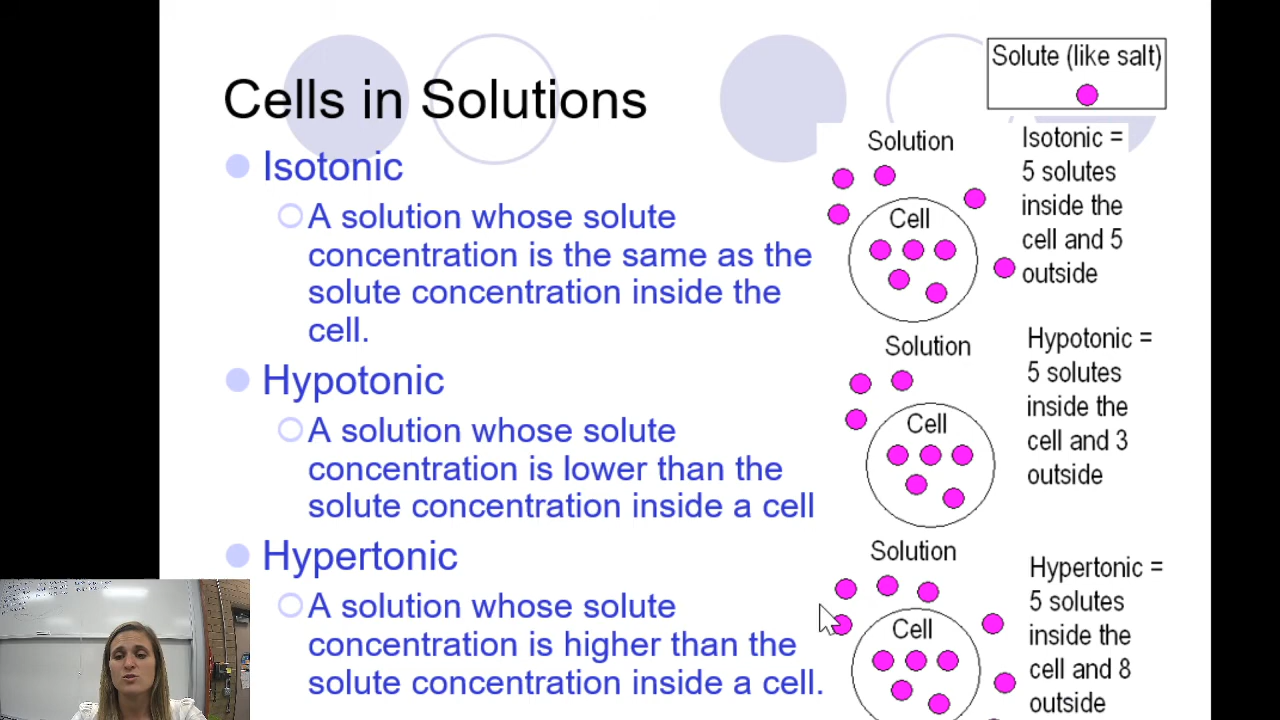 Cells in Solutions
Isotonic
A solution whose solute
concentration is the same as the
solute concentration inside the
cell.
Hypotonic
A solution whose solute
concentration is lower than the
solute concentration inside a cell
Hypertonic
A solution whose solute
concentration is higher than the
solute concentration inside a cell.
Solute (like salt)
Solution
Cell
Isotonic =
5 solutes
inside the
cell and 5
outside
Solution
Cell
Hypotonic =
5 solutes
inside the
cell and 3
outside
Solution
Cell
Hypertonic =
5 solutes
inside the
cell and 8
outside